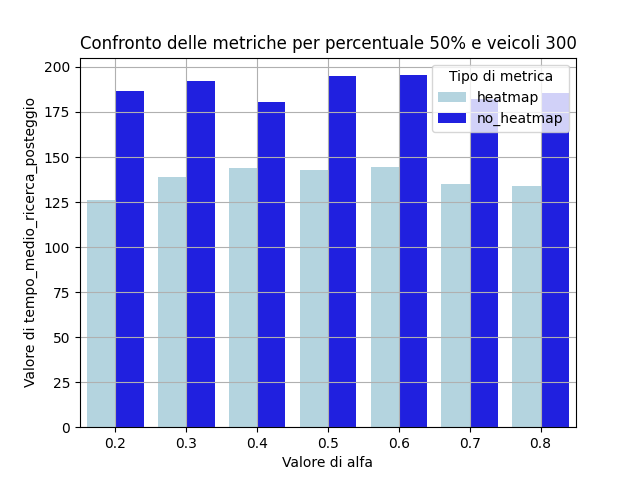 Confronto delle metriche per percentuale 50% e veicoli 300
Valore di tempo_medio_ricerca_posteggio
200
175
150
125
100
75
50
25
0
Tipo di metrica
heatmap
no_heatmap
0.2 0.3 0.4 0.5 0.6 0.7 0.8
Valore di alfa